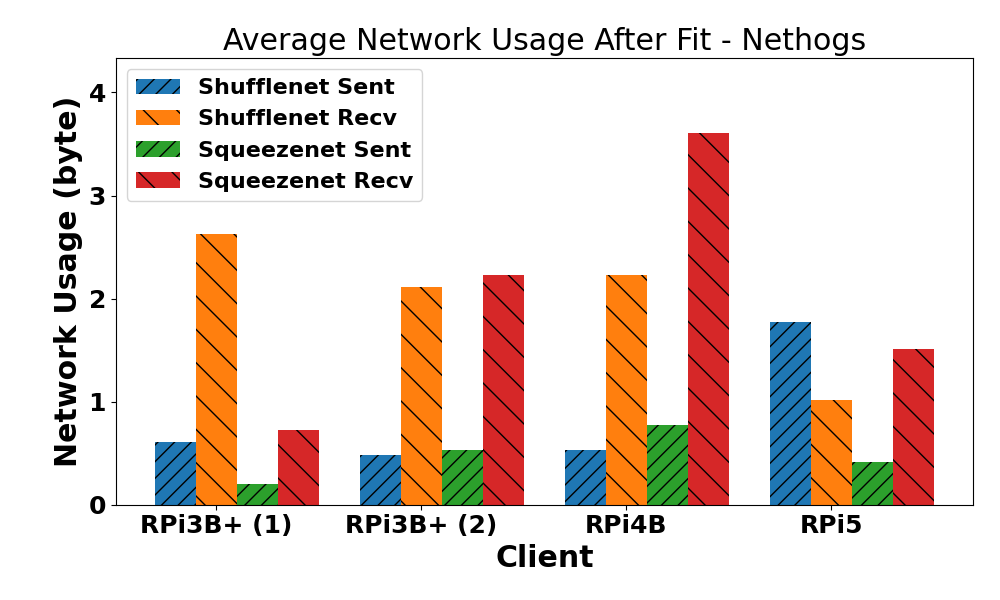 Average Network Usage After Fit - Nethogs
Shufflenet Sent
Shufflenet Recv
Squeezenet Sent
Squeezenet Recv
Network Usage (byte)
4
3
2
1
0
RPi3B+ (1) RPi3B+ (2) RPi4B RPi5
Client